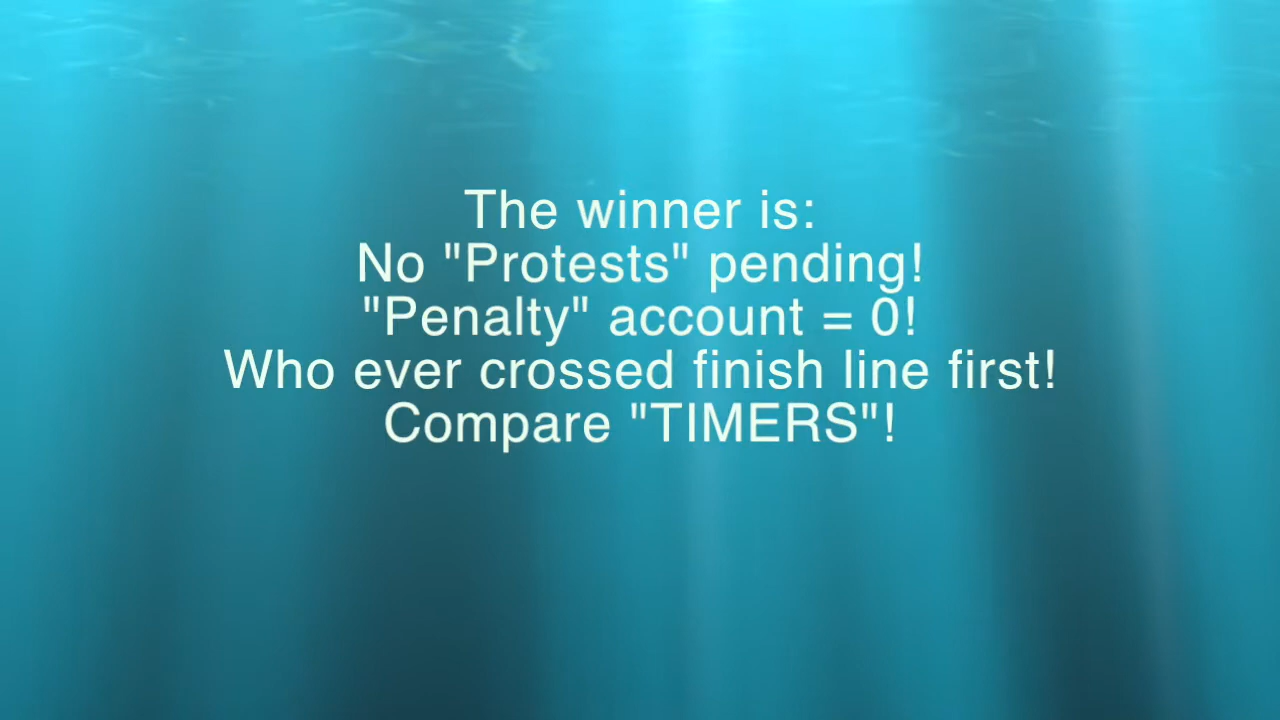 The winner is:
No "Protests" pending!
"Penalty" account = 0!
Who ever crossed finish line first!
Compare "TIMERS"!